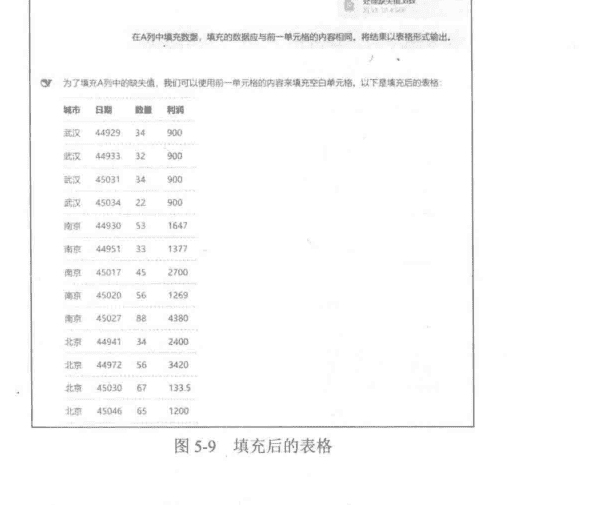 处理缺失值.xlsx
在A列中填充数据，填充的数据应与前一单元格的内容相同。将结果以表格形式输出。
为了填充A列中的缺失值，我们可以使用前一单元格的内容来填充空白单元格。以下是填充后的表格：
城市 日期 数量 利润
武汉 44929 34 900
武汉 44933 32 900
武汉 45031 34 900
武汉 45034 22 900
南京 44930 53 1647
南京 44951 33 1377
南京 45017 45 2700
南京 45020 56 1269
南京 45027 88 4380
北京 44941 34 2400
北京 44972 56 3420
北京 45030 67 133.5
北京 45046 65 1200
图 5-9 填充后的表格